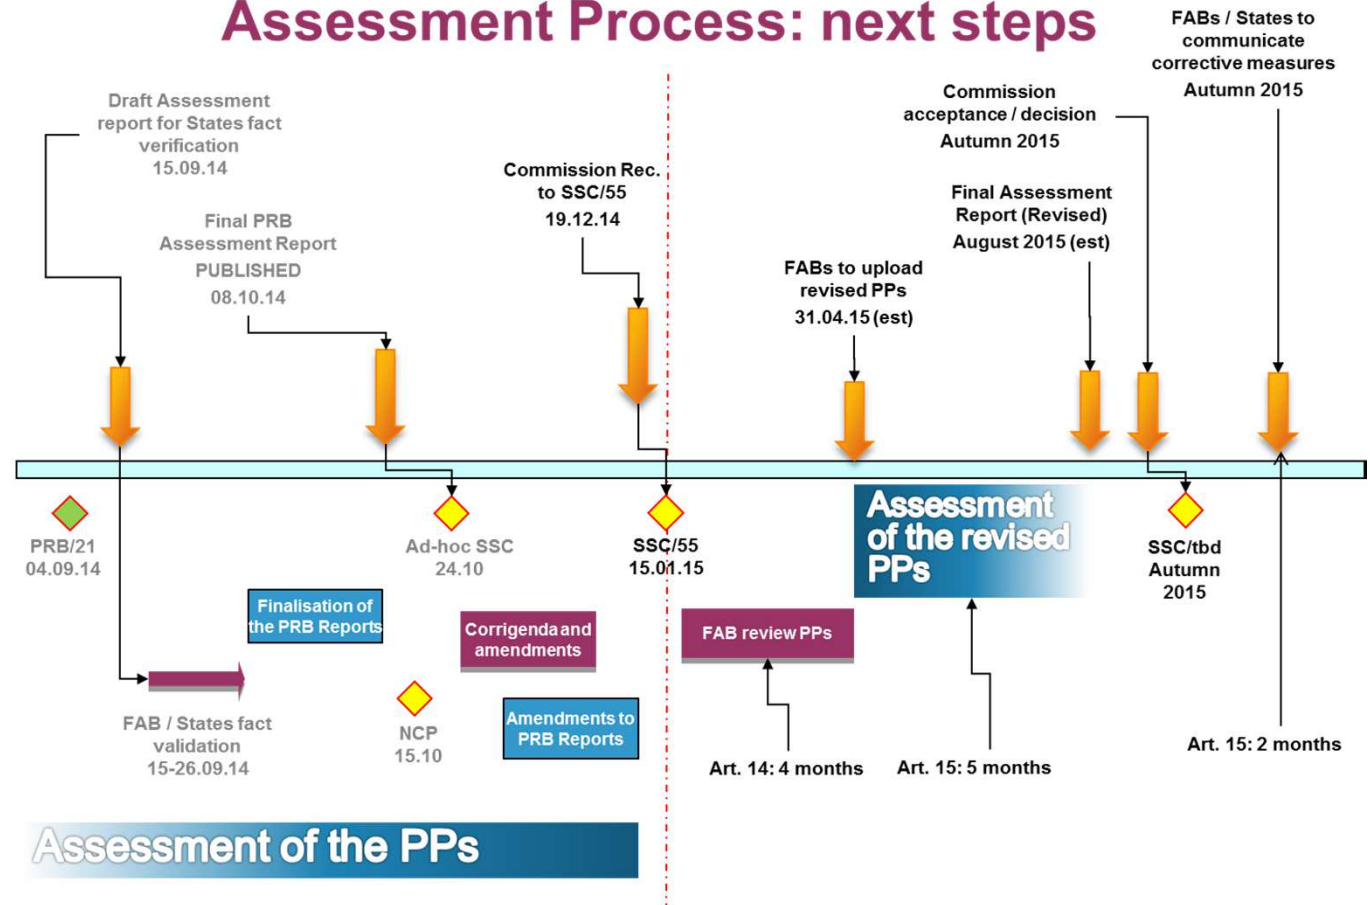 Assessment Process: next steps
FABs / States to
communicate
corrective measures
Autumn 2015
Draft Assessment
report for States fact
verification
15.09.14
Final PRB
Assessment Report
PUBLISHED
08.10.14
Commission Rec.
to SSC/55
19.12.14
FABs to upload
revised PPs
31.04.15 (est)
Commission
acceptance / decision
Autumn 2015
Final Assessment
Report (Revised)
August 2015 (est)
PRB/21
04.09.14
Ad-hoc SSC
24.10
SSC/55
15.01.15
Assessment
of the revised
PPs
SSC/tbd
Autumn
2015
Finalisation of
the PRB Reports
Corrigenda and
amendments
FAB review PPs
FAB / States fact
validation
15-26.09.14
NCP
15.10
Amendments to
PRB Reports
Art. 14: 4 months
Art. 15: 5 months
Art. 15: 2 months
Assessment of the PPs